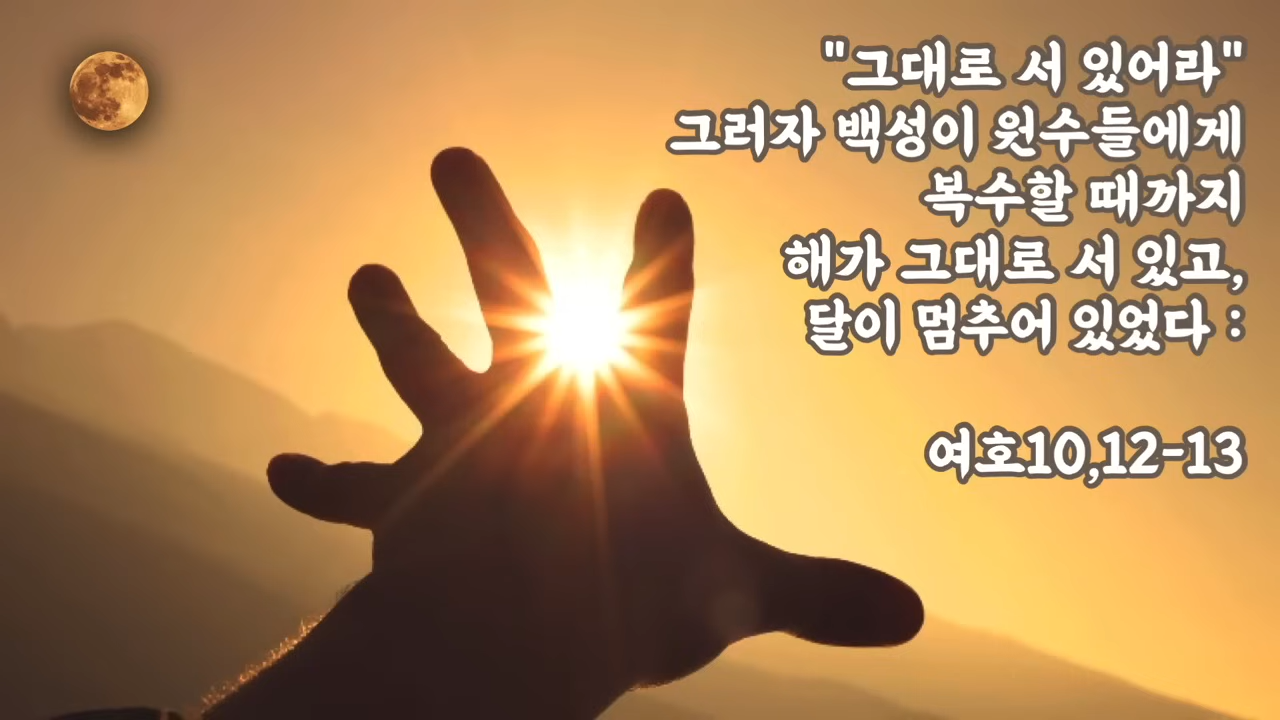 "그대로 서 있어라"
그러자 백성이 원수들에게
복수할 때까지
해가 그대로 서 있고,
달이 멈추어 있었다 :
여호10,12-13